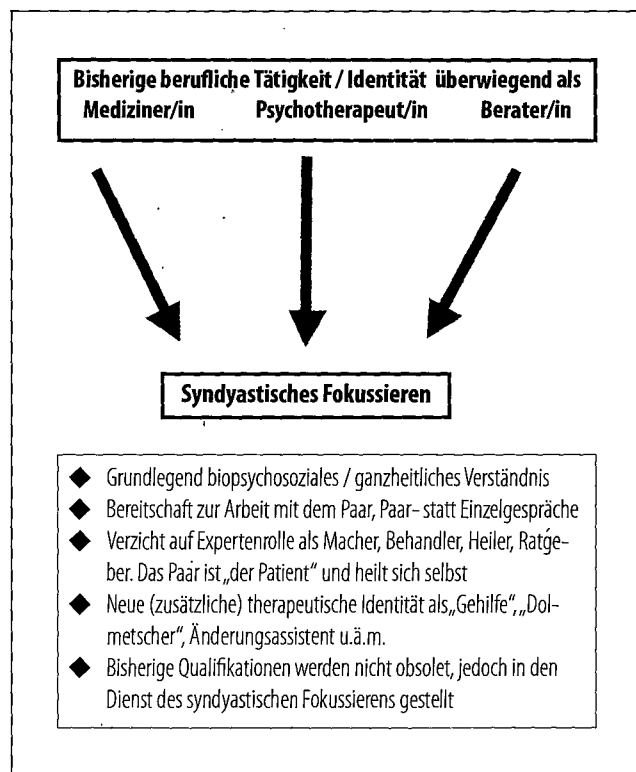 Bisherige berufliche Tätigkeit / Identität überwiegend als
Mediziner/in Psychotherapeut/in Berater/in
Syndyastisches Fokussieren
◆ Grundlegend biopsychosoziales / ganzheitliches Verständnis
◆ Bereitschaft zur Arbeit mit dem Paar, Paar- statt Einzelgespräche
◆ Verzicht auf Expertenrolle als Macher, Behandler, Heiler, Ratge-
ber. Das Paar ist „der Patient“ und heilt sich selbst
◆ Neue (zusätzliche) therapeutische Identität als „Gehilfe“, „Dol-
metscher“, Änderungsassistent u.ä.m.
◆ Bisherige Qualifikationen werden nicht obsolet, jedoch in den
Dienst des syndyastischen Fokussierens gestellt